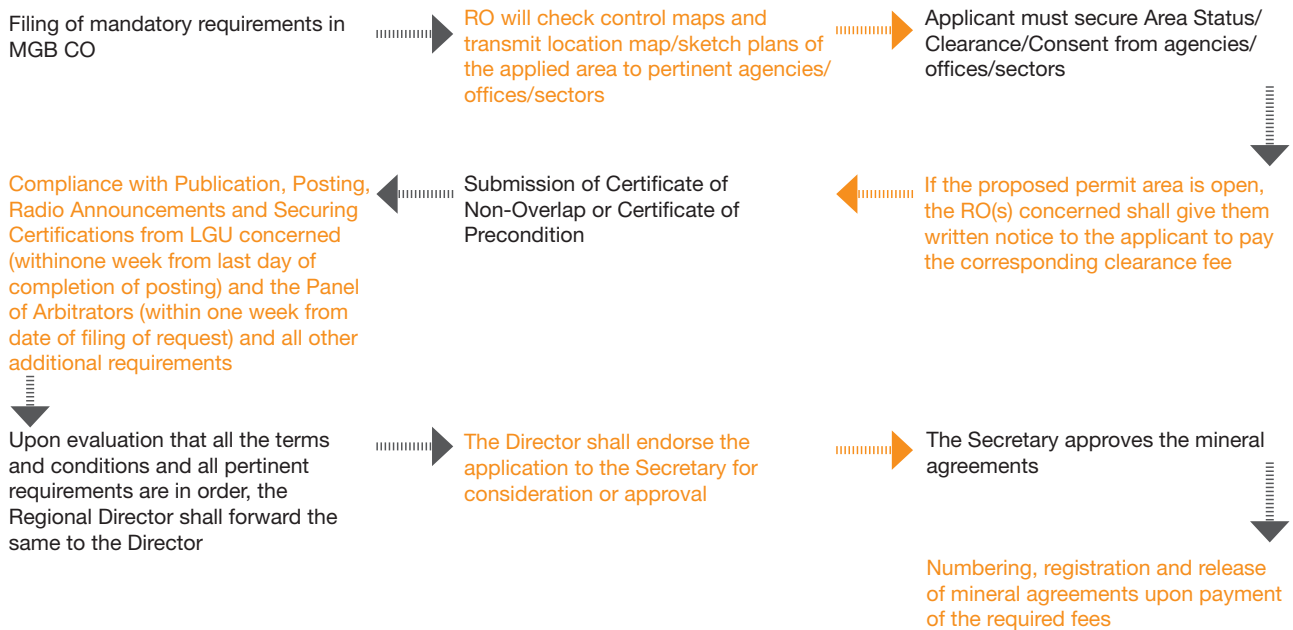 Filing of mandatory requirements in
MGB CO
RO will check control maps and
transmit location map/sketch plans of
the applied area to pertinent agencies/
offices/sectors
Applicant must secure Area Status/
Clearance/Consent from agencies/
offices/sectors
If the proposed permit area is open,
the RO(s) concerned shall give them
written notice to the applicant to pay
the corresponding clearance fee
Submission of Certificate of
Non-Overlap or Certificate of
Precondition
Compliance with Publication, Posting,
Radio Announcements and Securing
Certifications from LGU concerned
(withinone week from last day of
completion of posting) and the Panel
of Arbitrators (within one week from
date of filing of request) and all other
additional requirements
Upon evaluation that all the terms
and conditions and all pertinent
requirements are in order, the
Regional Director shall forward the
same to the Director
The Director shall endorse the
application to the Secretary for
consideration or approval
The Secretary approves the mineral
agreements
Numbering, registration and release
of mineral agreements upon payment
of the required fees